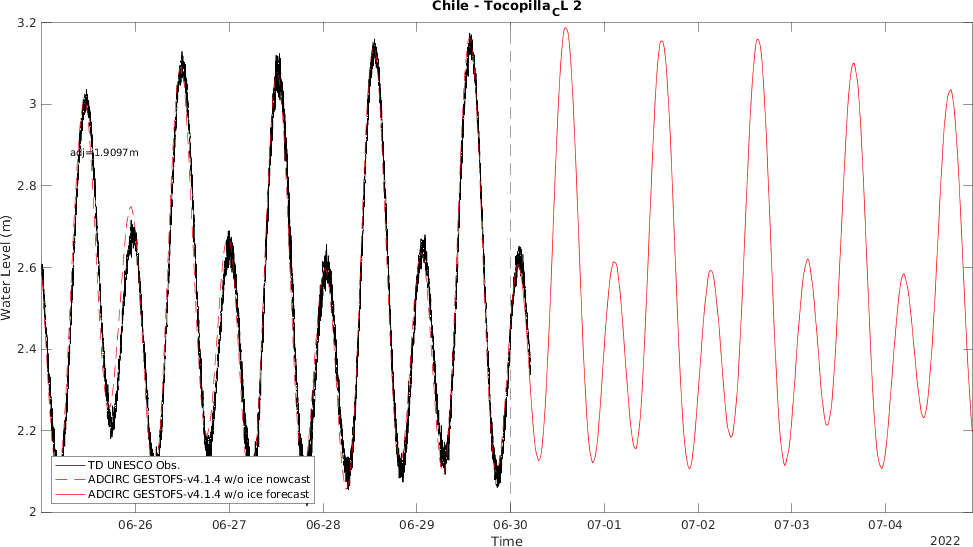 Chile - Tocopilla_CL 2
3.2
3
2.8
2.6
2.4
2.2
2
Water Level (m)
adj=1.9097m
TD UNESCO Obs.
ADCIRC GESTOFS-v4.1.4 w/o ice nowcast
ADCIRC GESTOFS-v4.1.4 w/o ice forecast
06-26 06-27 06-28 06-29 06-30 07-01 07-02 07-03 07-04
Time
2022